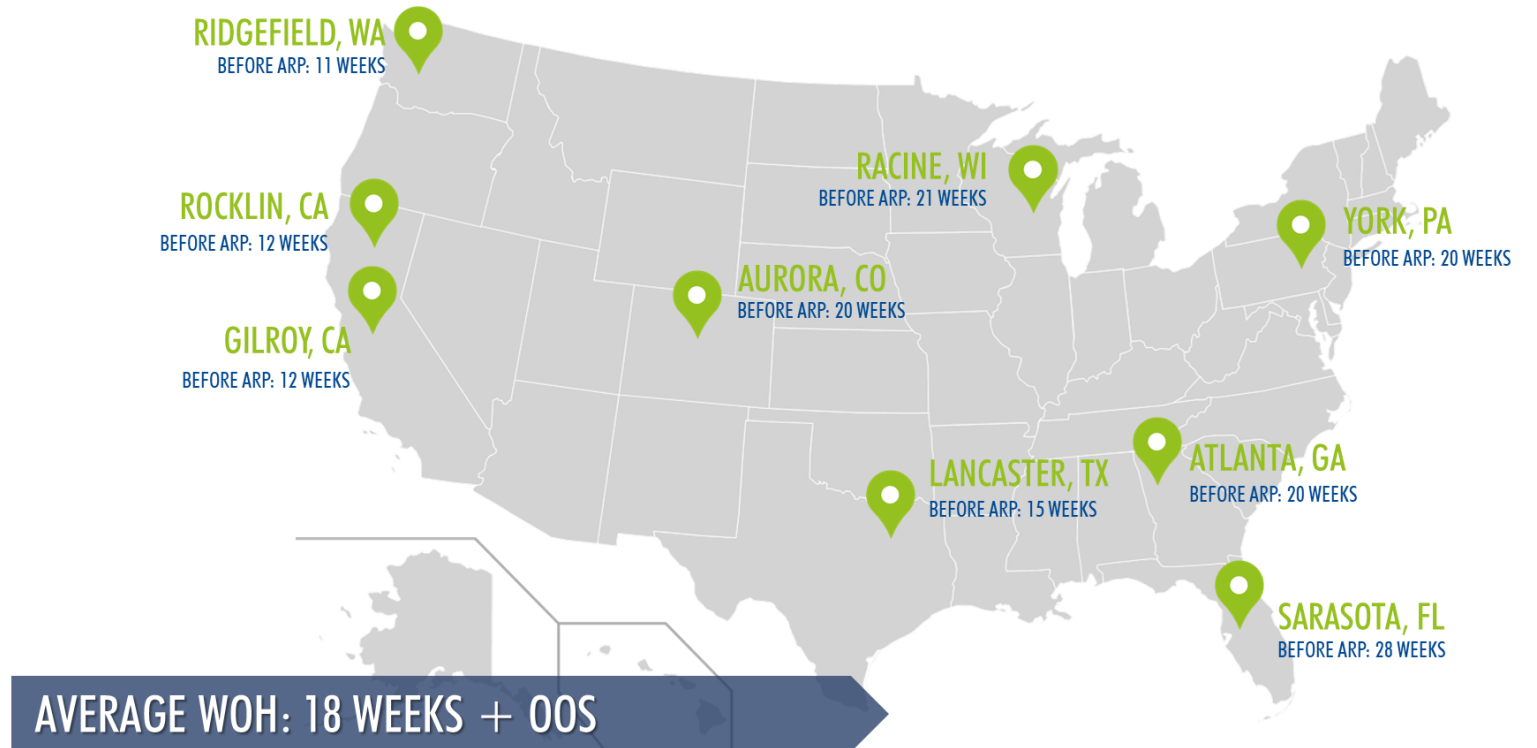 RIDGEFIELD, WA
BEFORE ARP: 11 WEEKS
RACINE, WI
BEFORE ARP: 21 WEEKS
ROCKLIN, CA
BEFORE ARP: 12 WEEKS
YORK, PA
BEFORE ARP: 20 WEEKS
AURORA, CO
BEFORE ARP: 20 WEEKS
GILROY, CA
BEFORE ARP: 12 WEEKS
LANCASTER, TX
BEFORE ARP: 15 WEEKS
ATLANTA, GA
BEFORE ARP: 20 WEEKS
SARASOTA, FL
BEFORE ARP: 28 WEEKS
AVERAGE WOH: 18 WEEKS + OOS